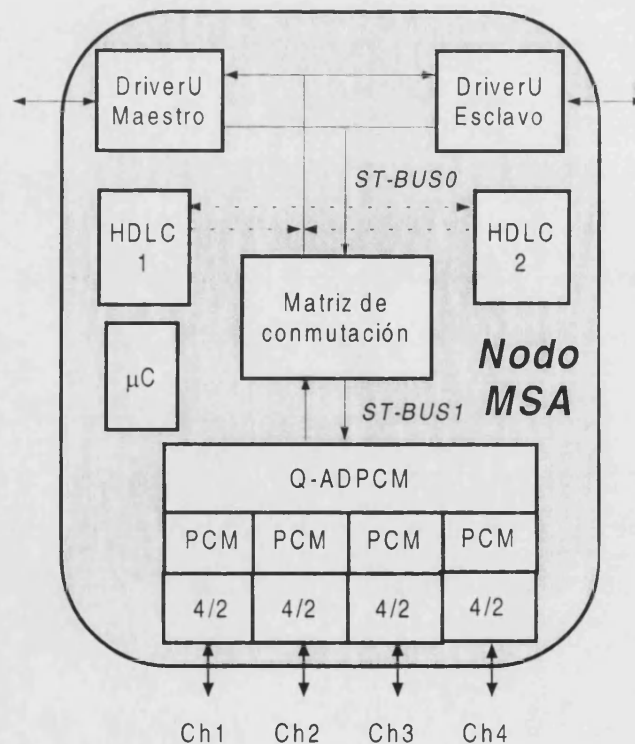 DriverU
Maestro
DriverU
Esclavo
ST-BUS0
HDLC
1
HDLC
2
Matriz de
conmutación
µC
Nodo
MSA
ST-BUS1
Q-ADPCM
PCM PCM PCM PCM
4/2 4/2 4/2 4/2
Ch1 Ch2 Ch3 Ch4